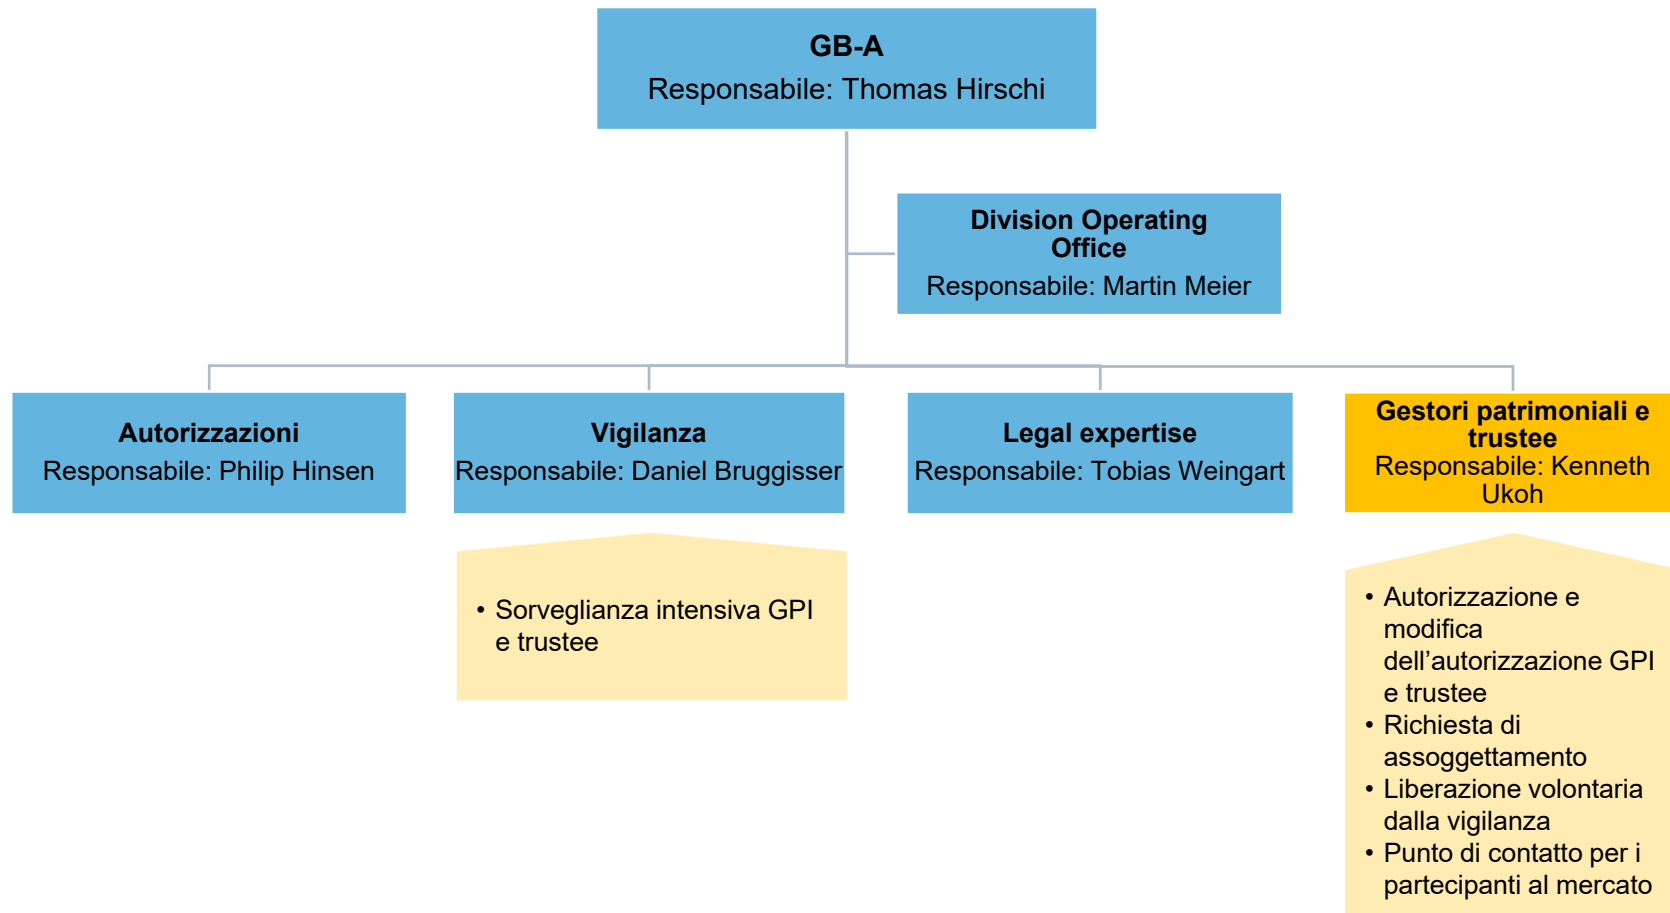 GB-A
Responsabile: Thomas Hirschi
Division Operating
Office
Responsabile: Martin Meier
Autorizzazioni
Responsabile: Philip Hinsen
Vigilanza
Responsabile: Daniel Bruggisser
Legal expertise
Responsabile: Tobias Weingart
Gestori patrimoniali e
trustee
Responsabile: Kenneth
Ukoh
• Sorveglianza intensiva GPI
e trustee
• Autorizzazione e
modifica
dell’autorizzazione GPI
e trustee
• Richiesta di
assoggettamento
• Liberazione volontaria
dalla vigilanza
• Punto di contatto per i
partecipanti al mercato